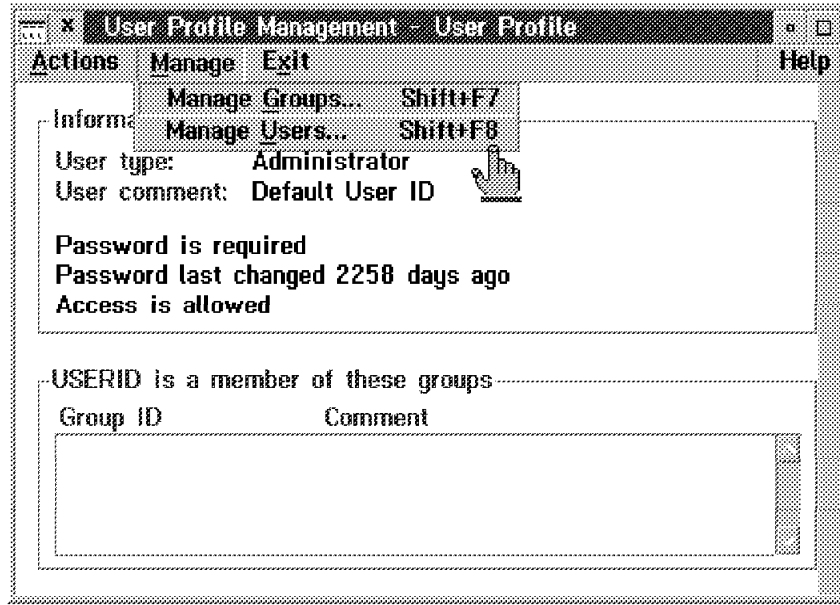 User Profile Management - User Profile
Actions Manage Exit Help
Manage Groups... Shift+F7
Manage Users... Shift+F8
User type: Administrator
User comment: Default User ID
Password is required
Password last changed 2258 days ago
Access is allowed
USERID is a member of these groups
Group ID Comment